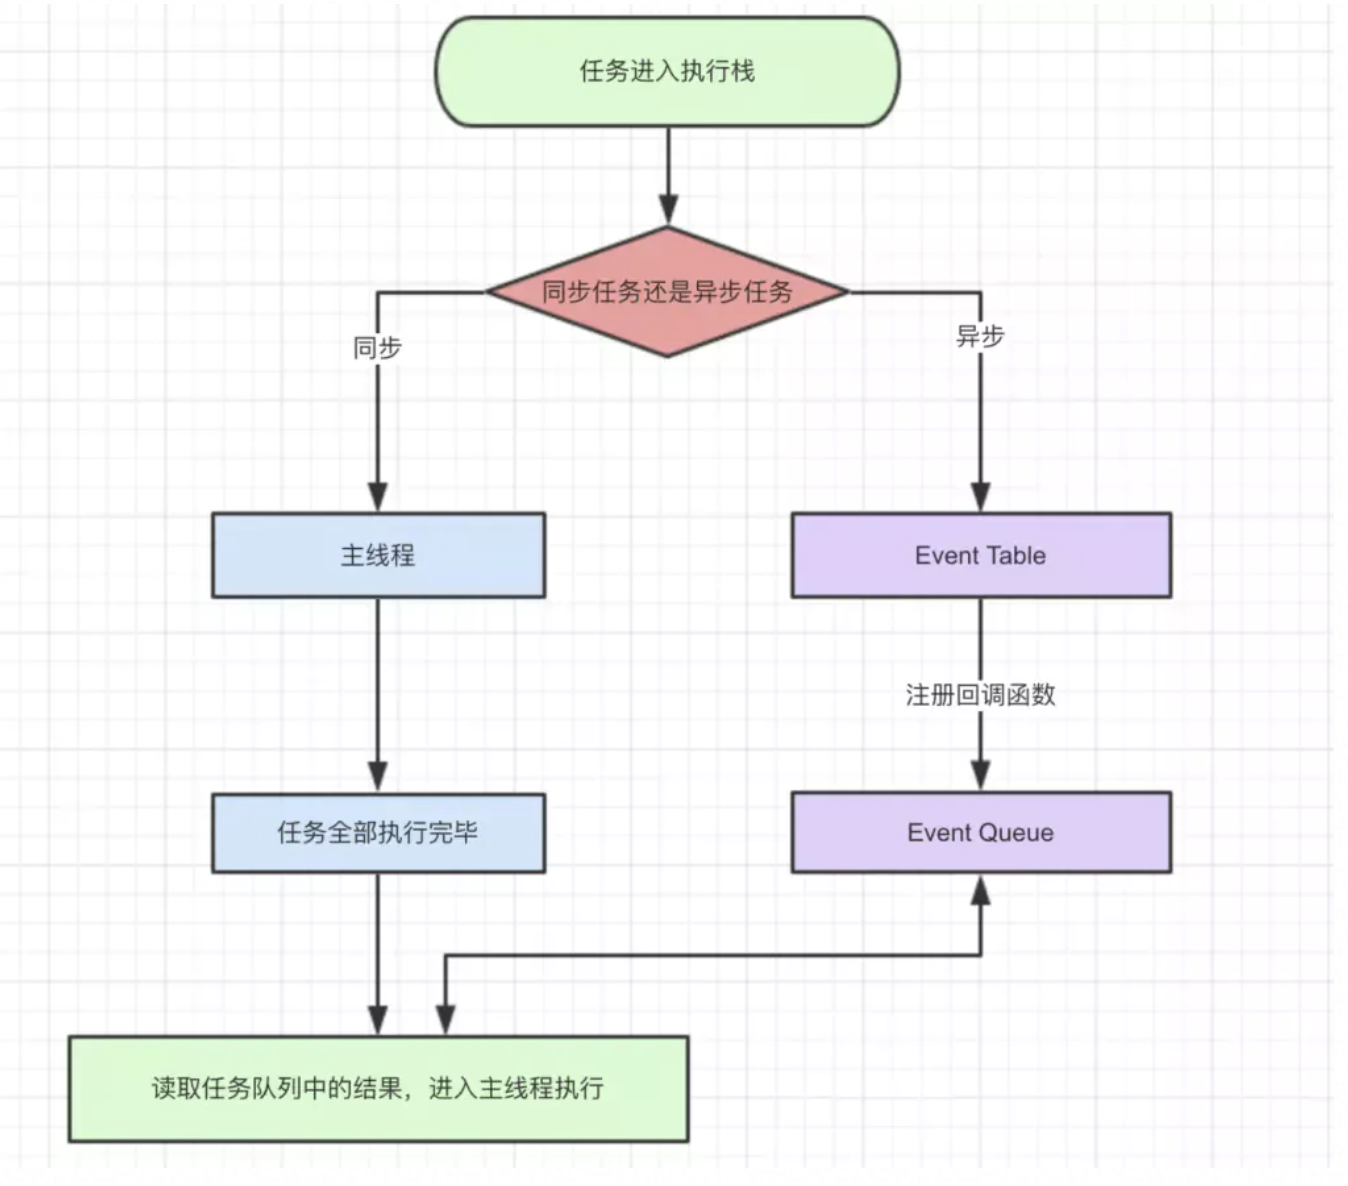 任务进入执行栈
同步任务还是异步任务
同步
异步
主线程
Event Table
注册回调函数
任务全部执行完毕
Event Queue
读取任务队列中的结果，进入主线程执行